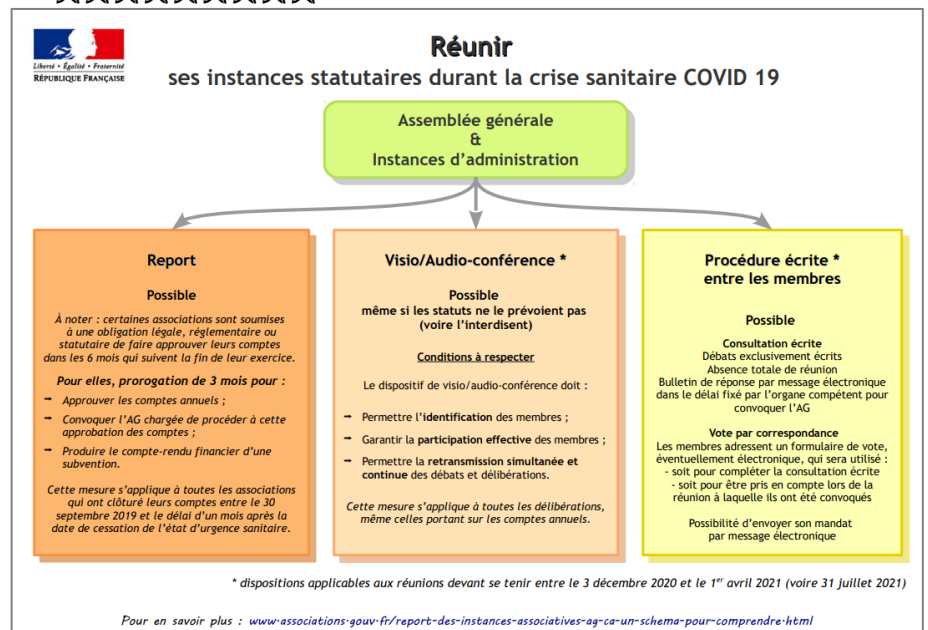 Liberté • Égalité • Fraternité
RÉPUBLIQUE FRANÇAISE
Réunir
ses instances statutaires durant la crise sanitaire COVID 19
Assemblée générale
&
Instances d’administration
Report
Possible
À noter : certaines associations sont soumises
à une obligation légale, réglementaire ou
statutaire de faire approuver leurs comptes
dans les 6 mois qui suivent la fin de leur exercice.
Pour elles, prorogation de 3 mois pour :
→ Approuver les comptes annuels ;
→ Convoquer l’AG chargée de procéder à cette
approbation des comptes ;
→ Produire le compte-rendu financier d’une
subvention.
Cette mesure s’applique à toutes les associations
qui ont clôturé leurs comptes entre le 30
septembre 2019 et le délai d’un mois après la
date de cessation de l’état d’urgence sanitaire.
Visio/Audio-conférence *
Possible
même si les statuts ne le prévoient pas
(voire l’interdisent)
Conditions à respecter
Le dispositif de visio/audio-conférence doit :
→ Permettre l’identification des membres ;
→ Garantir la participation effective des membres ;
→ Permettre la retransmission simultanée et
continue des débats et délibérations.
Cette mesure s’applique à toutes les délibérations,
même celles portant sur les comptes annuels.
Procédure écrite *
entre les membres
Possible
Consultation écrite
Débats exclusivement écrits
Absence totale de réunion
Bulletin de réponse par message électronique
dans le délai fixé par l’organe compétent pour
convoquer l’AG
Vote par correspondance
Les membres adressent un formulaire de vote,
éventuellement électronique, qui sera utilisé :
- soit pour compléter la consultation écrite
- soit pour être pris en compte lors de la
réunion à laquelle ils ont été convoqués
Possibilité d’envoyer son mandat
par message électronique
* dispositions applicables aux réunions devant se tenir entre le 3 décembre 2020 et le 1er avril 2021 (voire 31 juillet 2021)
Pour en savoir plus : www.associations.gouv.fr/report-des-instances-associatives-ag-ca-un-schema-pour-comprendre.html